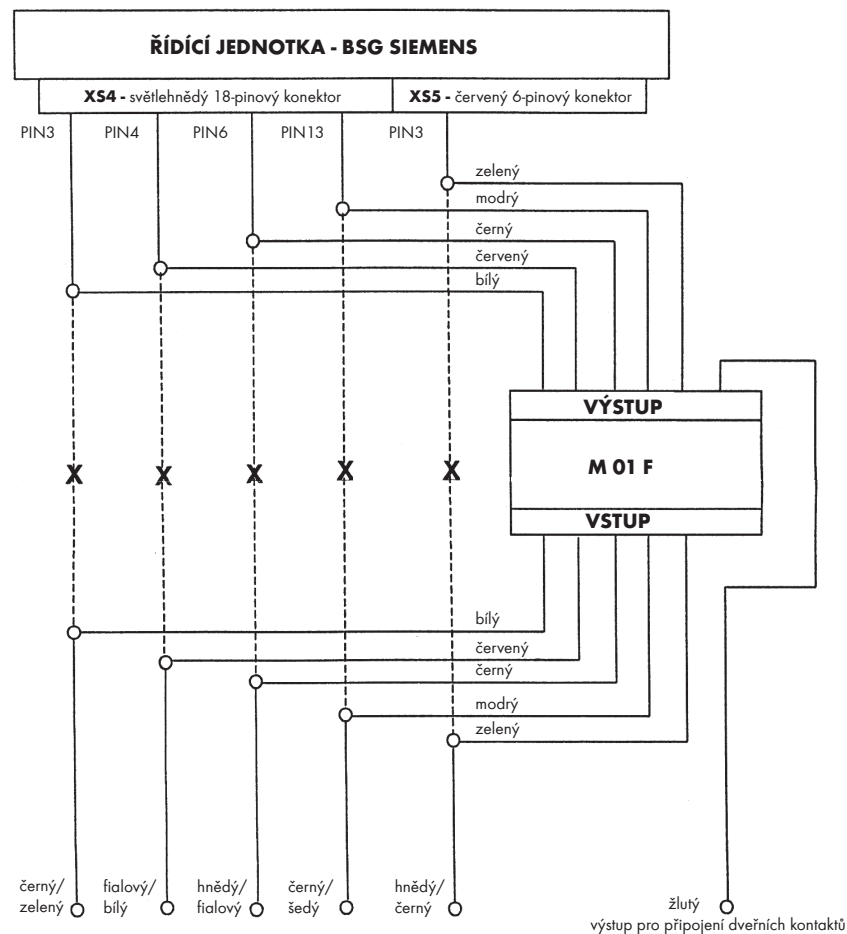 ŘÍDÍCÍ JEDNOTKA - BSG SIEMENS
XS4 - světlehnědý 18-pinový konektor
XS5 - červený 6-pinový konektor
PIN3
PIN4
PIN6
PIN13
PIN3
zelený
modrý
černý
červený
bílý
VÝSTUP
M 01 F
VSTUP
X
X
X
X
X
bílý
červený
černý
modrý
zelený
černý/
zelený
fialový/
bílý
hnědý/
fialový
černý/
šedý
hnědý/
černý
žlutý
výstup pro připojení dveřních kontaktů